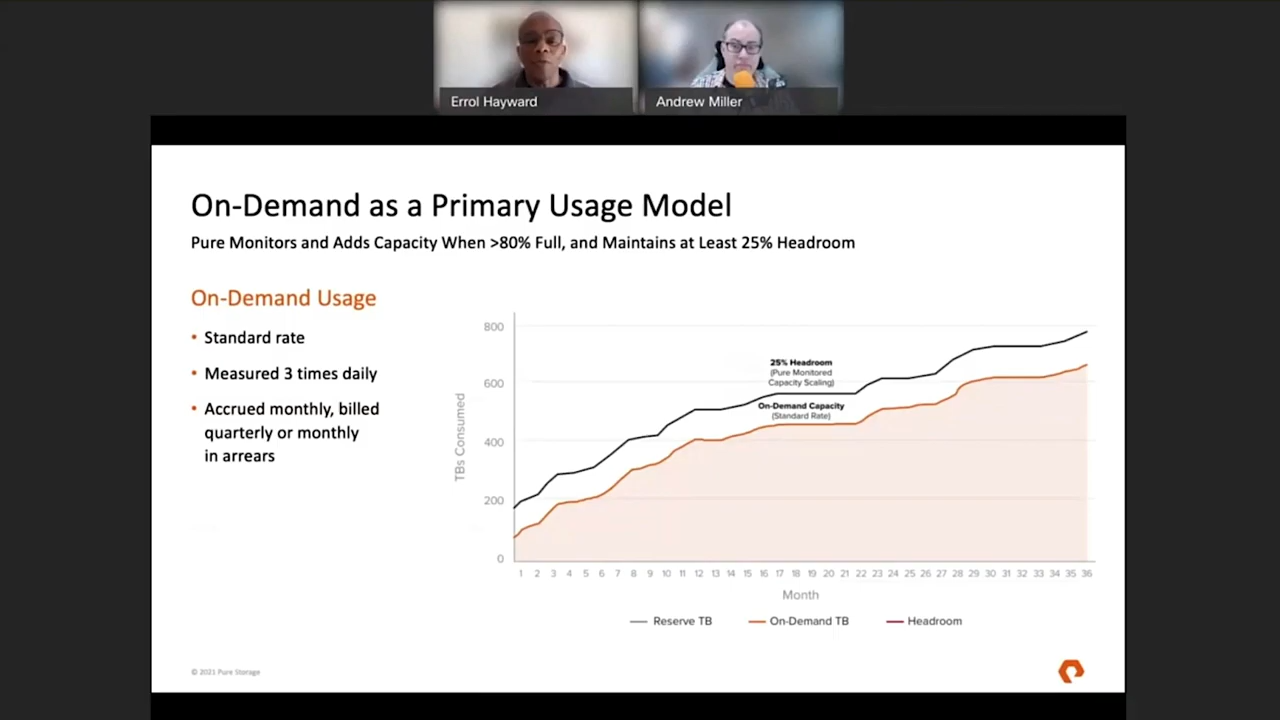 Errol Hayward
Andrew Miller
On-Demand as a Primary Usage Model
Pure Monitors and Adds Capacity When >80% Full, and Maintains at Least 25% Headroom
On-Demand Usage
• Standard rate
• Measured 3 times daily
• Accrued monthly, billed
quarterly or monthly
in arrears
800
600
400
200
0
TBs Consumed
25% Headroom
(Pure Monitored
Capacity Scaling)
On-Demand Capacity
(Standard Rate)
1 2 3 4 5 6 7 8 9 10 11 12 13 14 15 16 17 18 19 20 21 22 23 24 25 26 27 28 29 30 31 32 33 34 35 36
Month
Reserve TB On-Demand TB Headroom
© 2021 Pure Storage